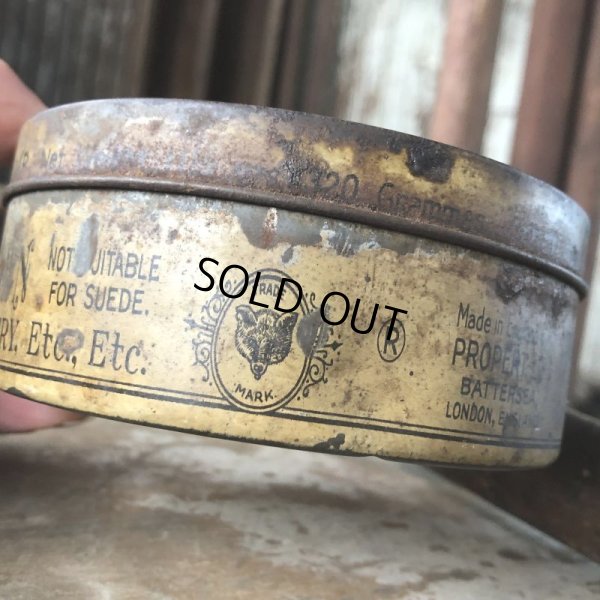 Net
120 Grammes
NOT SUITABLE
FOR SUEDE.
RY, Etc., Etc.
TRADE
MARK.
®
Made in
PROPERT
BATTERSEA
LONDON, ENGLAND
SOLD OUT